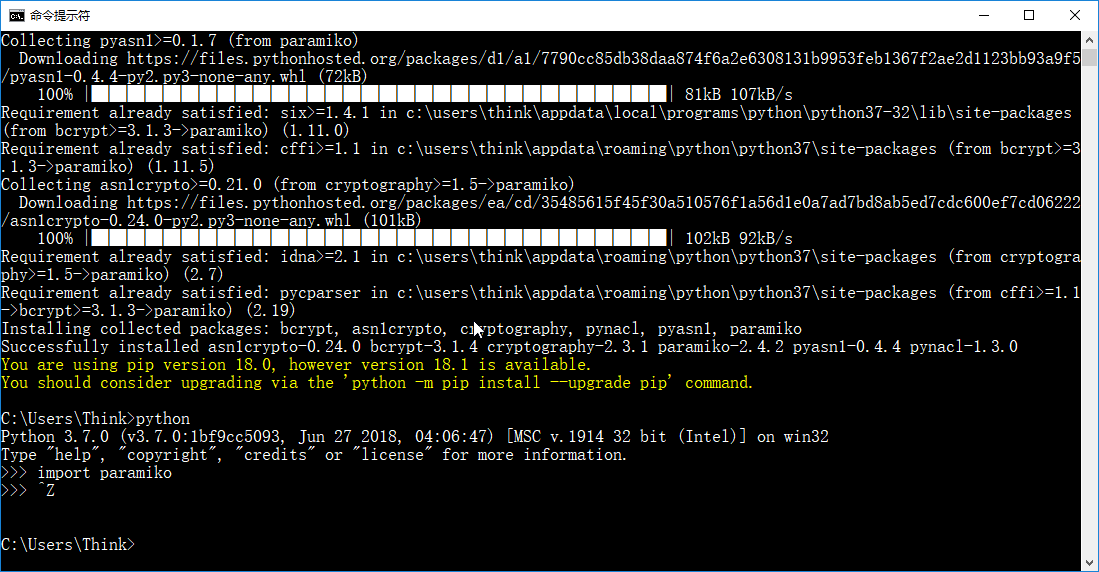 命令提示符
Collecting pyasn1>=0.1.7 (from paramiko)
  Downloading https://files.pythonhosted.org/packages/d1/a1/7790cc85db38daa874f6a2e6308131b9953feb1367f2ae2d1123bb93a9f5
/pyasn1-0.4.4-py2.py3-none-any.whl (72kB)
    100% |████████████████████████████████| 81kB 107kB/s
Requirement already satisfied: six>=1.4.1 in c:\users\think\appdata\local\programs\python\python37-32\lib\site-packages
(from bcrypt>=3.1.3->paramiko) (1.11.0)
Requirement already satisfied: cffi>=1.1 in c:\users\think\appdata\roaming\python\python37\site-packages (from bcrypt>=3
.1.3->paramiko) (1.11.5)
Collecting asn1crypto>=0.21.0 (from cryptography>=1.5->paramiko)
  Downloading https://files.pythonhosted.org/packages/ea/cd/35485615f45f30a510576f1a56d1e0a7ad7bd8ab5ed7cdc600ef7cd06222
/asn1crypto-0.24.0-py2.py3-none-any.whl (101kB)
    100% |████████████████████████████████| 102kB 92kB/s
Requirement already satisfied: idna>=2.1 in c:\users\think\appdata\roaming\python\python37\site-packages (from cryptogra
phy>=1.5->paramiko) (2.7)
Requirement already satisfied: pycparser in c:\users\think\appdata\roaming\python\python37\site-packages (from cffi>=1.1
->bcrypt>=3.1.3->paramiko) (2.19)
Installing collected packages: bcrypt, asn1crypto, cryptography, pynacl, pyasn1, paramiko
Successfully installed asn1crypto-0.24.0 bcrypt-3.1.4 cryptography-2.3.1 paramiko-2.4.2 pyasn1-0.4.4 pynacl-1.3.0
You are using pip version 18.0, however version 18.1 is available.
You should consider upgrading via the 'python -m pip install --upgrade pip' command.
C:\Users\Think>python
Python 3.7.0 (v3.7.0:1bf9cc5093, Jun 27 2018, 04:06:47) [MSC v.1914 32 bit (Intel)] on win32
Type "help", "copyright", "credits" or "license" for more information.
>>> import paramiko
>>> ^Z
C:\Users\Think>